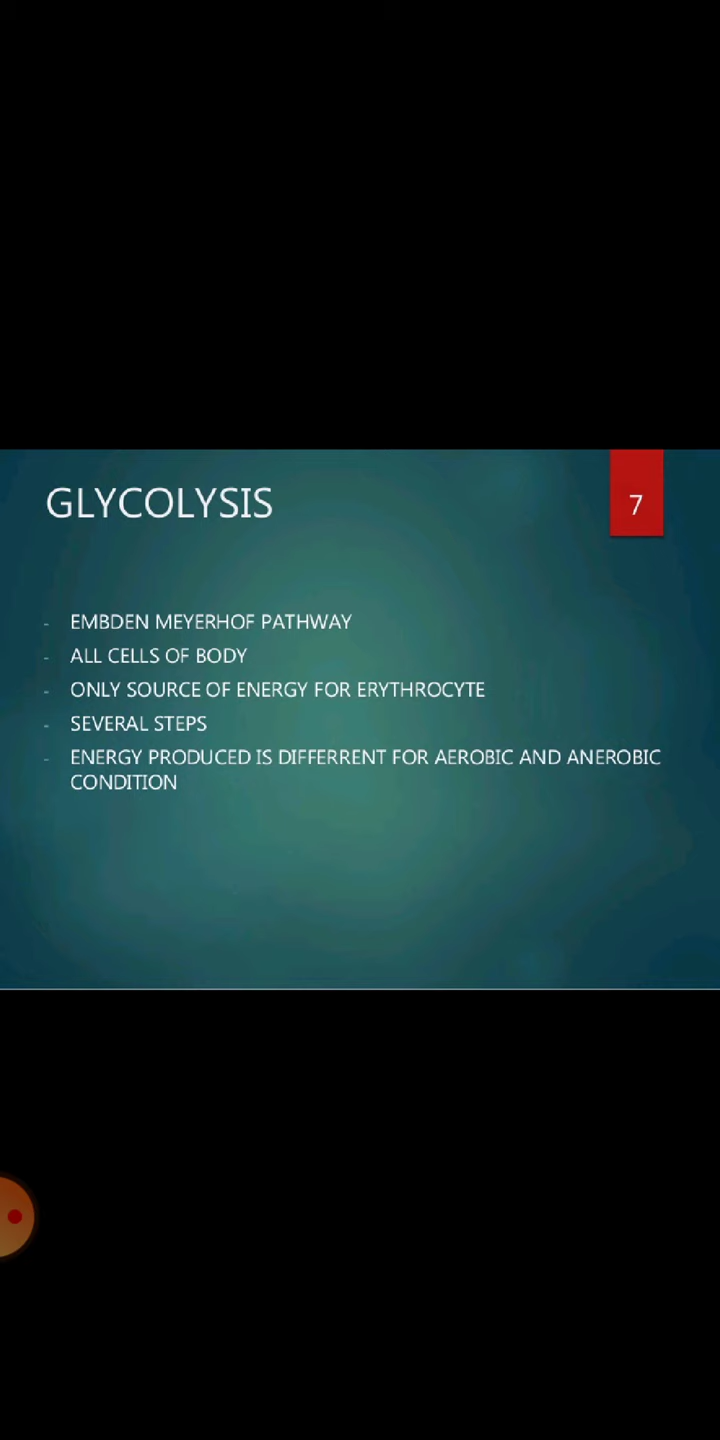 GLYCOLYSIS
7
- EMBDEN MEYERHOF PATHWAY
- ALL CELLS OF BODY
- ONLY SOURCE OF ENERGY FOR ERYTHROCYTE
- SEVERAL STEPS
- ENERGY PRODUCED IS DIFFERRENT FOR AEROBIC AND ANEROBIC
CONDITION